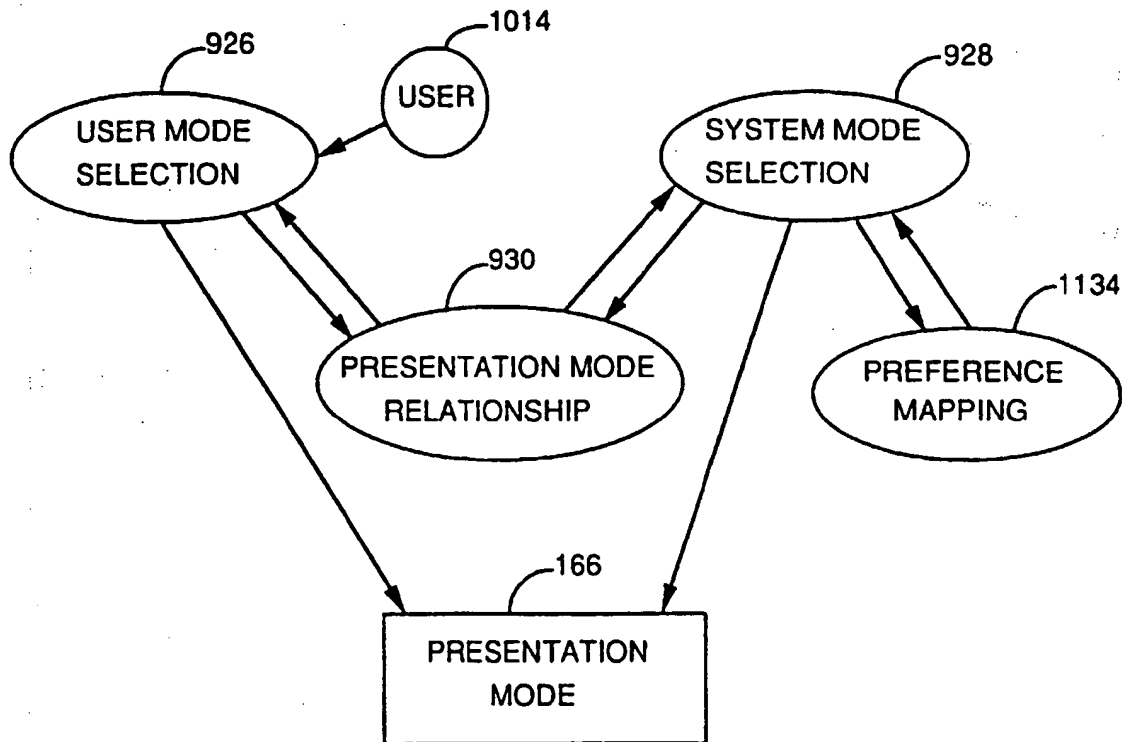 1014
926
928
USER
USER MODE
SELECTION
SYSTEM MODE
SELECTION
930
1134
PRESENTATION MODE
RELATIONSHIP
PREFERENCE
MAPPING
166
PRESENTATION
MODE